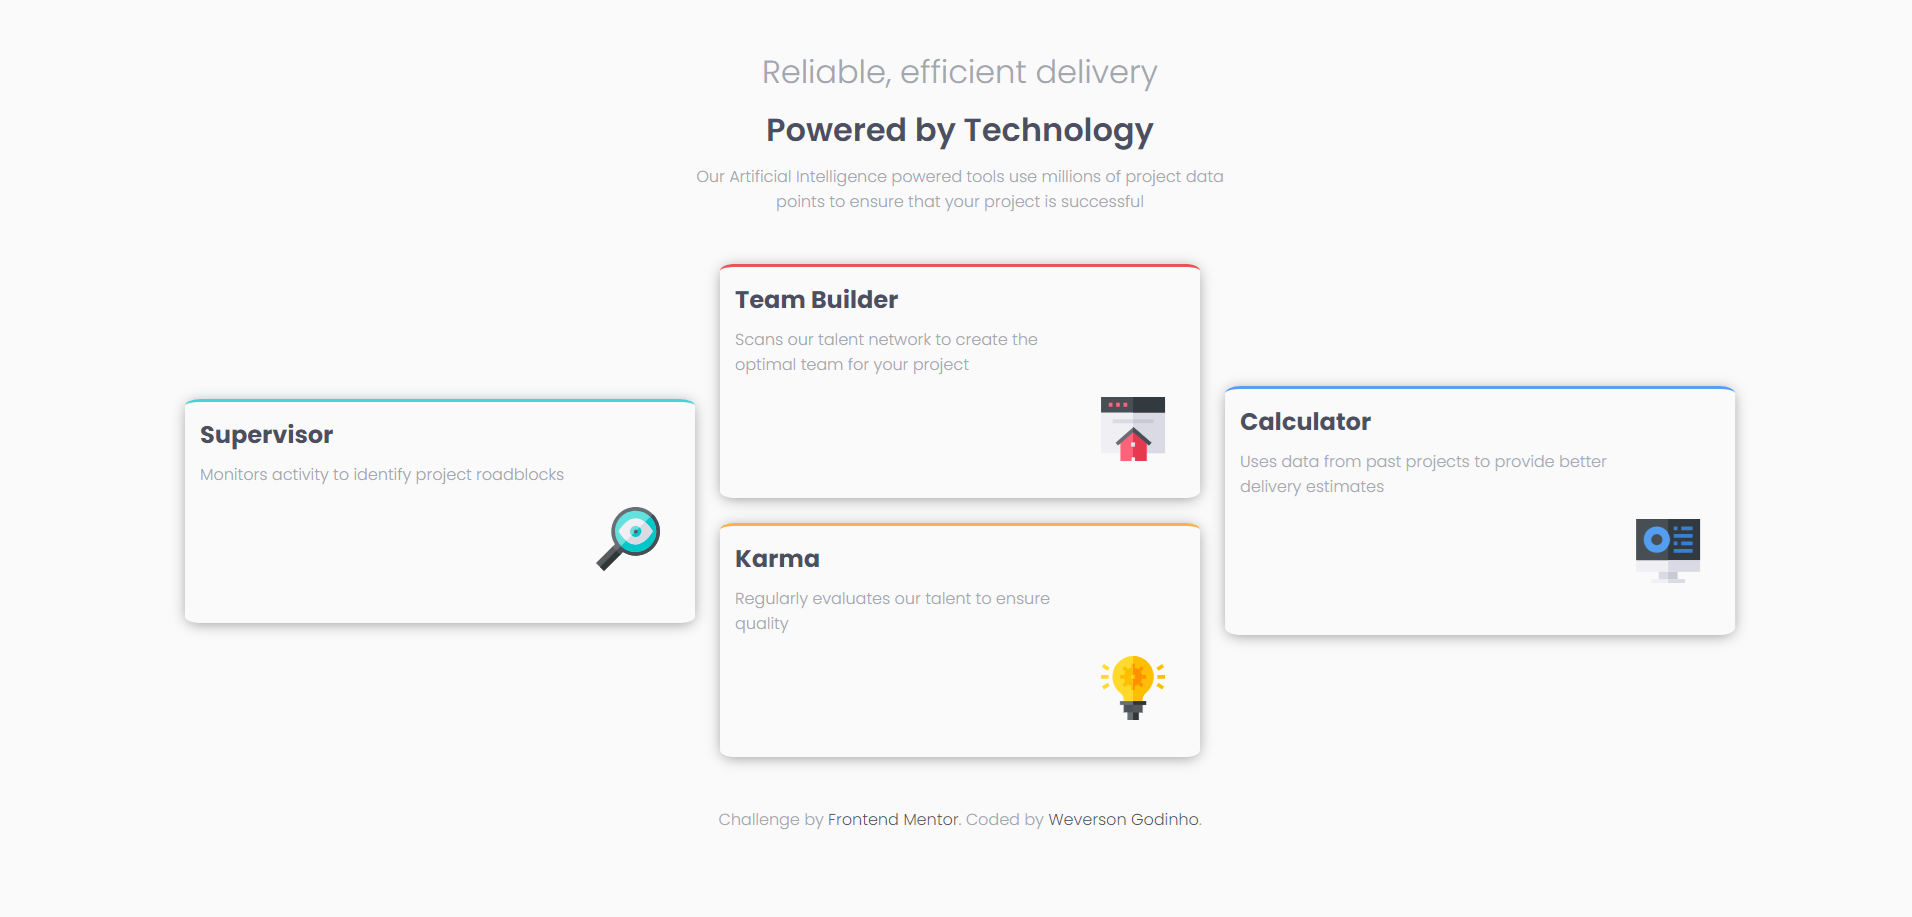 Reliable, efficient delivery
Powered by Technology
Our Artificial Intelligence powered tools use millions of project data
points to ensure that your project is successful
Supervisor
Monitors activity to identify project roadblocks
Team Builder
Scans our talent network to create the
optimal team for your project
Karma
Regularly evaluates our talent to ensure
quality
Calculator
Uses data from past projects to provide better
delivery estimates
Challenge by Frontend Mentor. Coded by Weverson Godinho.